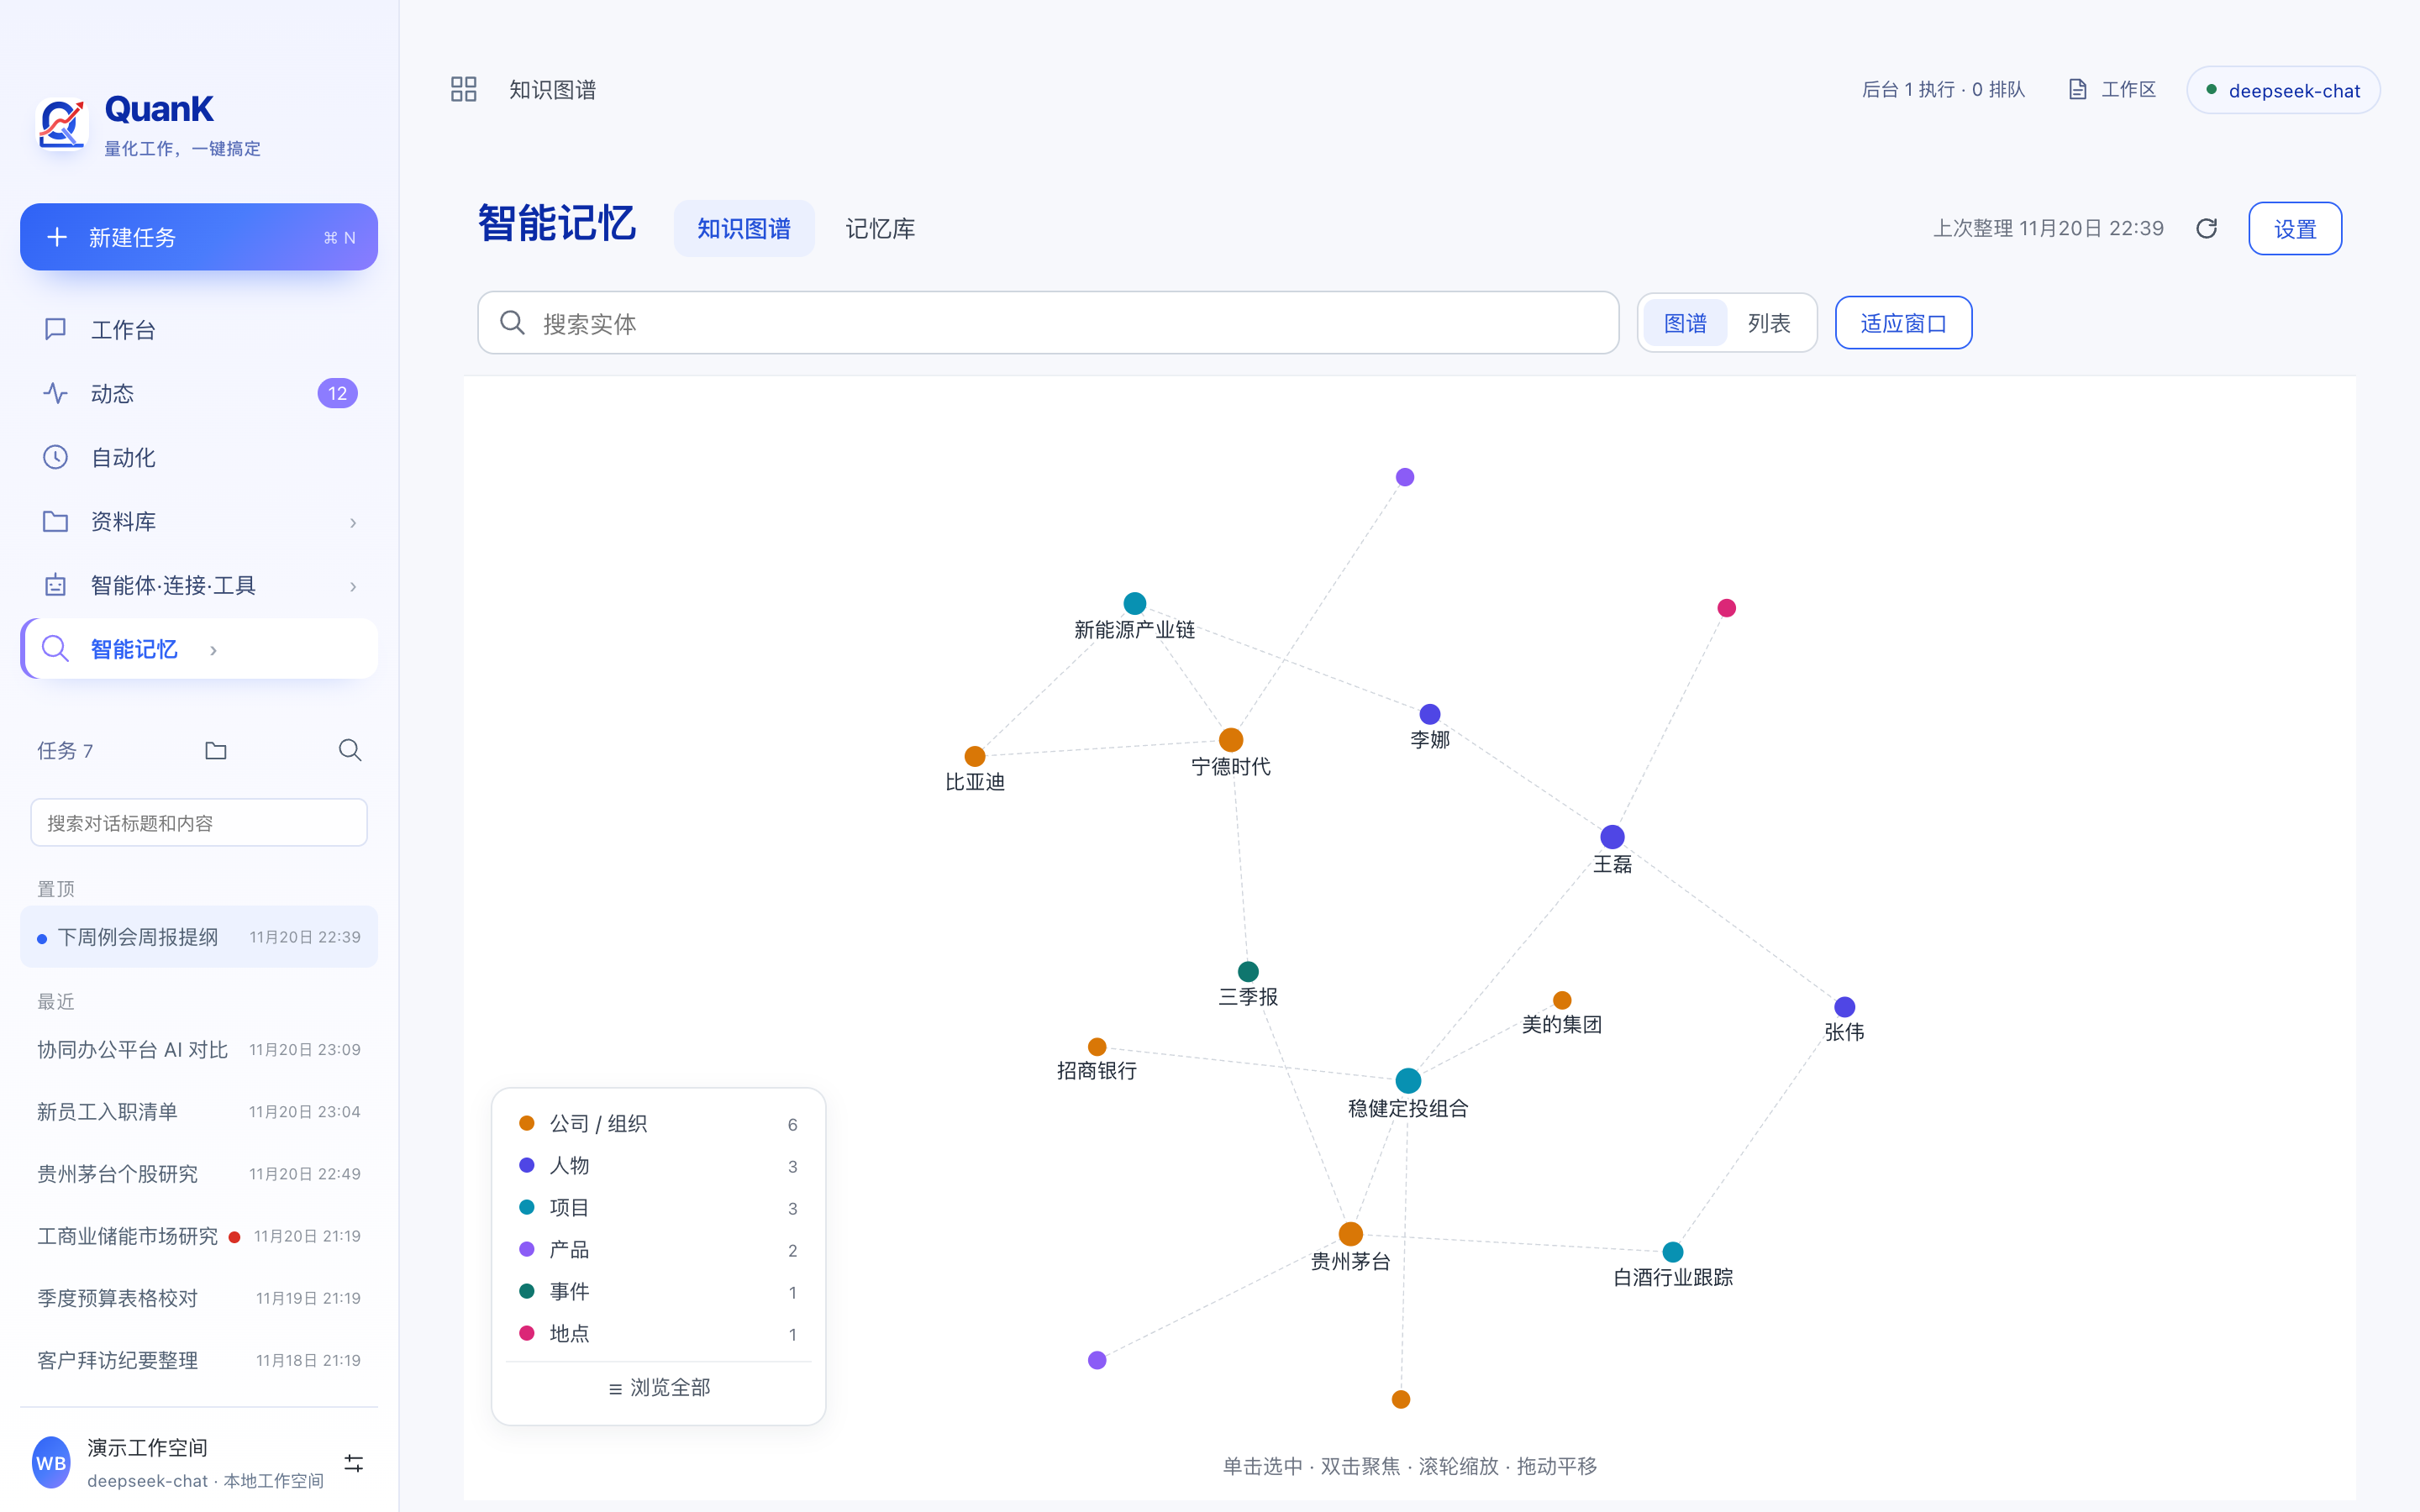 QuanK
量化工作，一键搞定
新建任务 ⌘ N
工作台
动态 12
自动化
资料库 ›
智能体·连接·工具 ›
智能记忆 ›
任务 7
搜索对话标题和内容
置顶
下周例会周报提纲 11月20日 22:39
最近
协同办公平台 AI 对比 11月20日 23:09
新员工入职清单 11月20日 23:04
贵州茅台个股研究 11月20日 22:49
工商业储能市场研究 11月20日 21:19
季度预算表格校对 11月19日 21:19
客户拜访纪要整理 11月18日 21:19
WB
演示工作空间
deepseek-chat · 本地工作空间
知识图谱
后台 1 执行 · 0 排队
工作区
deepseek-chat
智能记忆
知识图谱
记忆库
上次整理 11月20日 22:39
设置
搜索实体
图谱
列表
适应窗口
新能源产业链
李娜
宁德时代
比亚迪
王磊
三季报
美的集团
张伟
招商银行
稳健定投组合
贵州茅台
白酒行业跟踪
公司 / 组织 6
人物 3
项目 3
产品 2
事件 1
地点 1
≡ 浏览全部
单击选中 · 双击聚焦 · 滚轮缩放 · 拖动平移